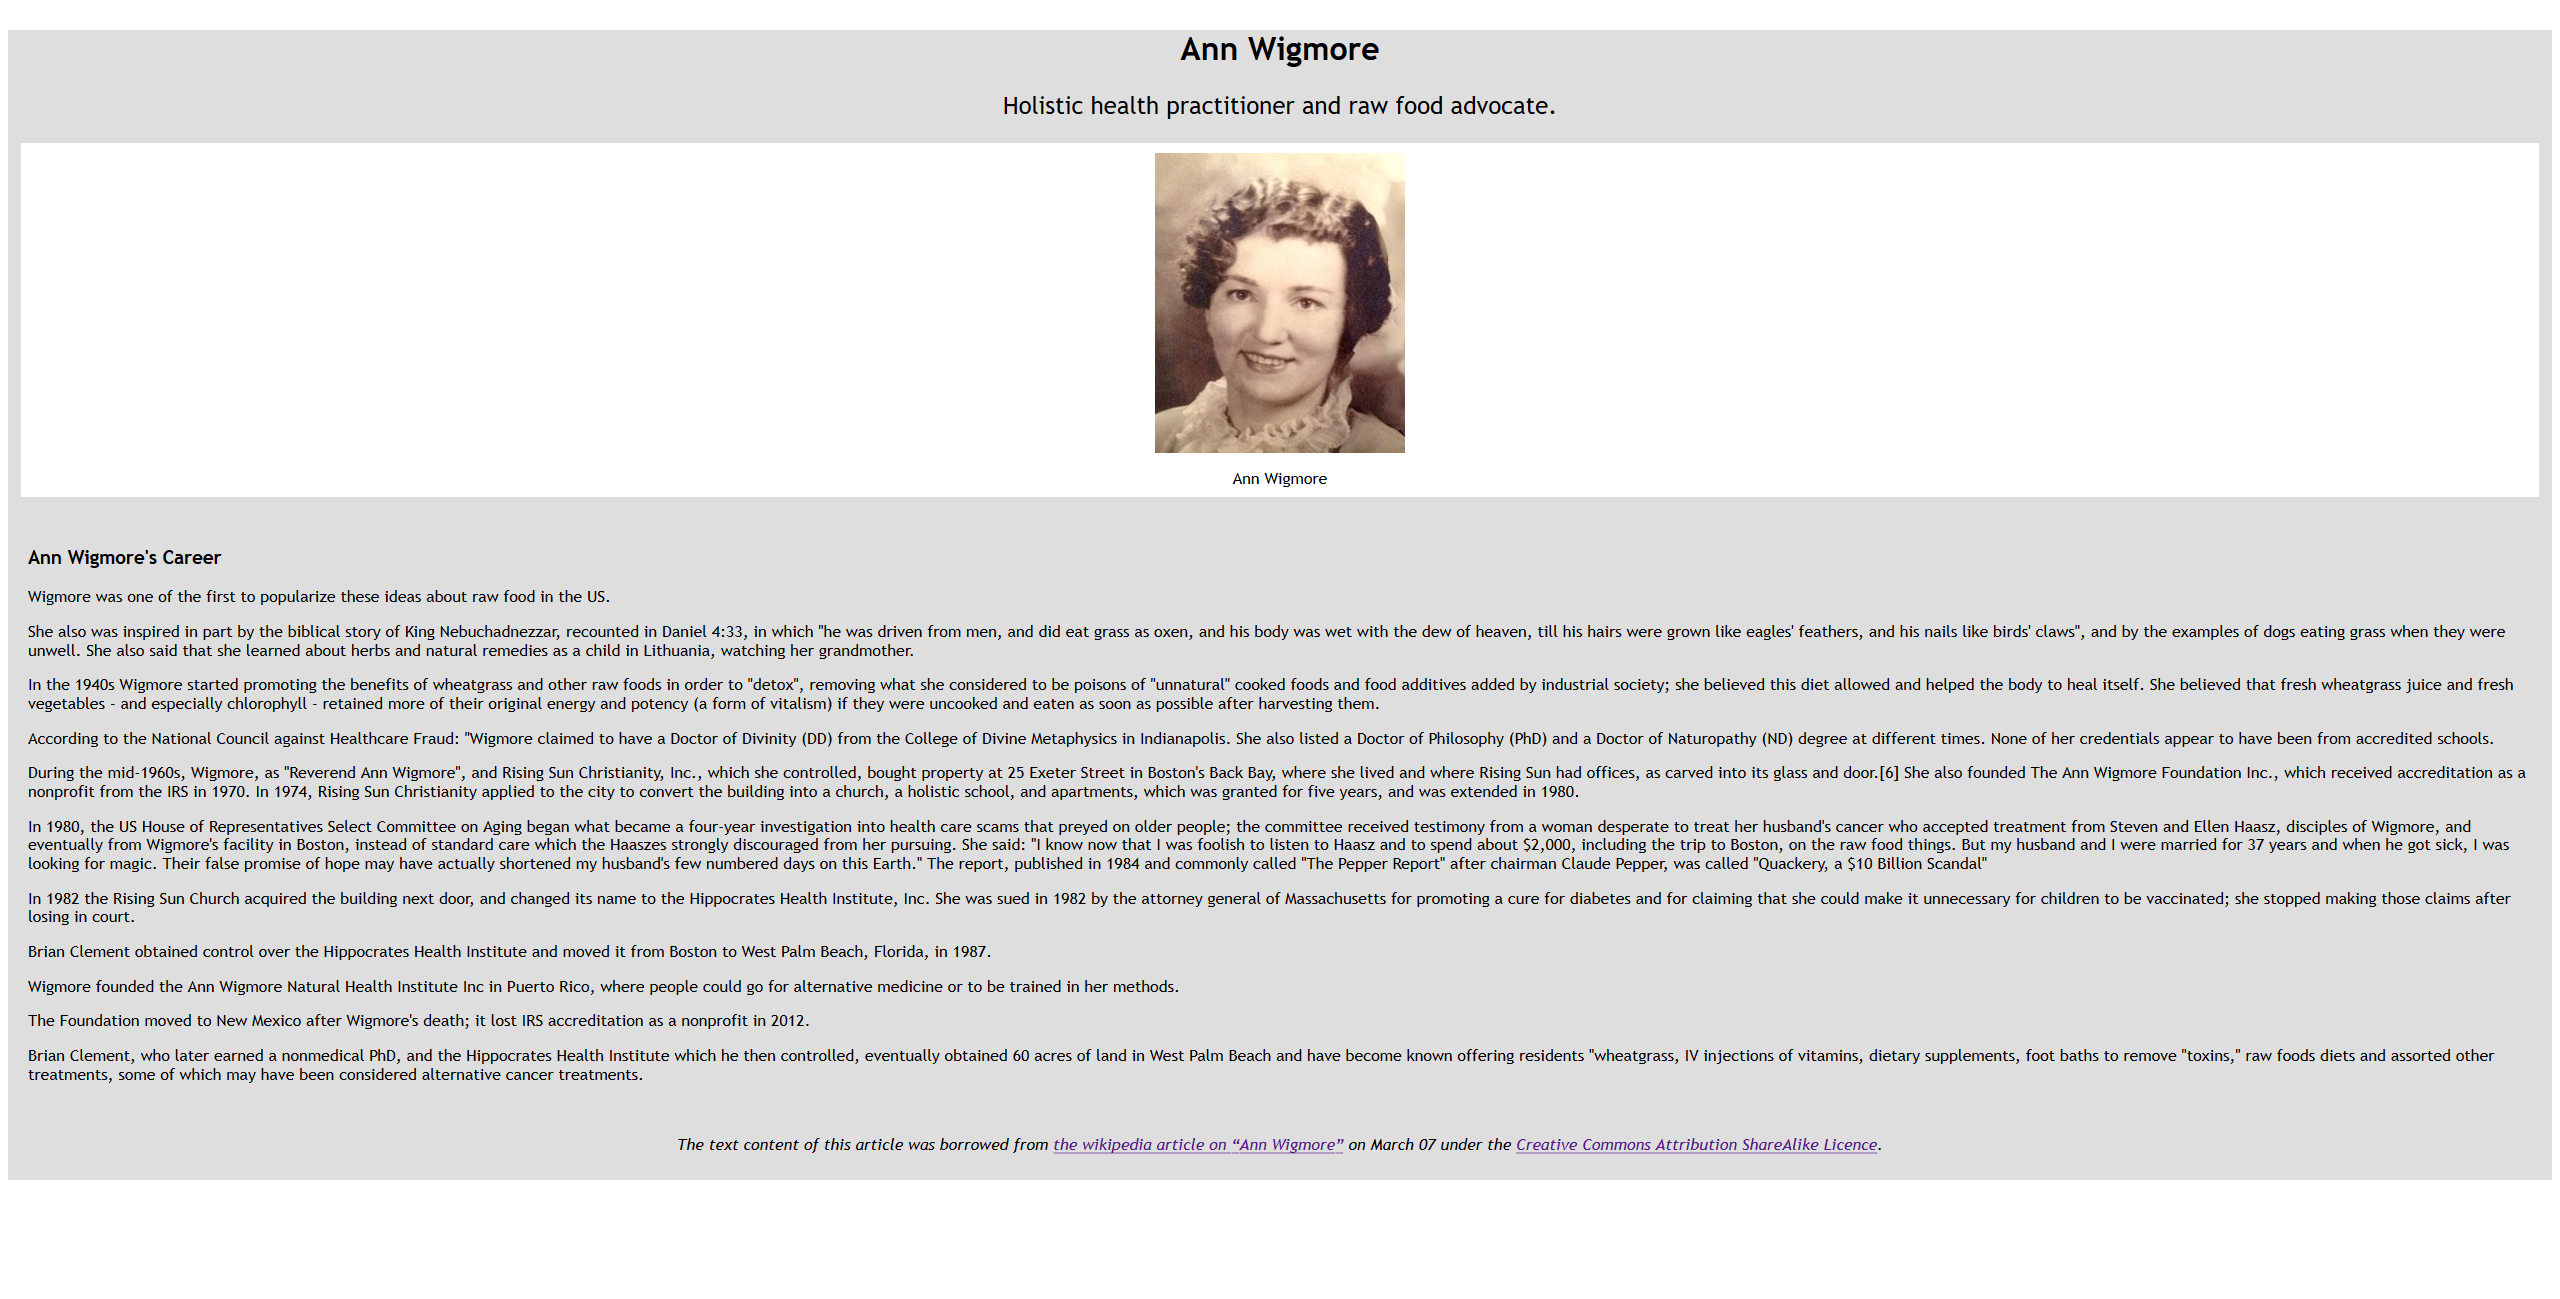 Ann Wigmore
Holistic health practitioner and raw food advocate.
Ann Wigmore
Ann Wigmore's Career
Wigmore was one of the first to popularize these ideas about raw food in the US.
She also was inspired in part by the biblical story of King Nebuchadnezzar, recounted in Daniel 4:33, in which "he was driven from men, and did eat grass as oxen, and his body was wet with the dew of heaven, till his hairs were grown like eagles' feathers, and his nails like birds' claws", and by the examples of dogs eating grass when they were
unwell. She also said that she learned about herbs and natural remedies as a child in Lithuania, watching her grandmother.
In the 1940s Wigmore started promoting the benefits of wheatgrass and other raw foods in order to "detox", removing what she considered to be poisons of "unnatural" cooked foods and food additives added by industrial society; she believed this diet allowed and helped the body to heal itself. She believed that fresh wheatgrass juice and fresh
vegetables - and especially chlorophyll - retained more of their original energy and potency (a form of vitalism) if they were uncooked and eaten as soon as possible after harvesting them.
According to the National Council against Healthcare Fraud: "Wigmore claimed to have a Doctor of Divinity (DD) from the College of Divine Metaphysics in Indianapolis. She also listed a Doctor of Philosophy (PhD) and a Doctor of Naturopathy (ND) degree at different times. None of her credentials appear to have been from accredited schools.
During the mid-1960s, Wigmore, as "Reverend Ann Wigmore", and Rising Sun Christianity, Inc., which she controlled, bought property at 25 Exeter Street in Boston's Back Bay, where she lived and where Rising Sun had offices, as carved into its glass and door.[6] She also founded The Ann Wigmore Foundation Inc., which received accreditation as a
nonprofit from the IRS in 1970. In 1974, Rising Sun Christianity applied to the city to convert the building into a church, a holistic school, and apartments, which was granted for five years, and was extended in 1980.
In 1980, the US House of Representatives Select Committee on Aging began what became a four-year investigation into health care scams that preyed on older people; the committee received testimony from a woman desperate to treat her husband's cancer who accepted treatment from Steven and Ellen Haasz, disciples of Wigmore, and
eventually from Wigmore's facility in Boston, instead of standard care which the Haaszes strongly discouraged from her pursuing. She said: "I know now that I was foolish to listen to Haasz and to spend about $2,000, including the trip to Boston, on the raw food things. But my husband and I were married for 37 years and when he got sick, I was
looking for magic. Their false promise of hope may have actually shortened my husband's few numbered days on this Earth." The report, published in 1984 and commonly called "The Pepper Report" after chairman Claude Pepper, was called "Quackery, a $10 Billion Scandal"
In 1982 the Rising Sun Church acquired the building next door, and changed its name to the Hippocrates Health Institute, Inc. She was sued in 1982 by the attorney general of Massachusetts for promoting a cure for diabetes and for claiming that she could make it unnecessary for children to be vaccinated; she stopped making those claims after
losing in court.
Brian Clement obtained control over the Hippocrates Health Institute and moved it from Boston to West Palm Beach, Florida, in 1987.
Wigmore founded the Ann Wigmore Natural Health Institute Inc in Puerto Rico, where people could go for alternative medicine or to be trained in her methods.
The Foundation moved to New Mexico after Wigmore's death; it lost IRS accreditation as a nonprofit in 2012.
Brian Clement, who later earned a nonmedical PhD, and the Hippocrates Health Institute which he then controlled, eventually obtained 60 acres of land in West Palm Beach and have become known offering residents "wheatgrass, IV injections of vitamins, dietary supplements, foot baths to remove "toxins," raw foods diets and assorted other
treatments, some of which may have been considered alternative cancer treatments.
The text content of this article was borrowed from the wikipedia article on “Ann Wigmore” on March 07 under the Creative Commons Attribution ShareAlike Licence.